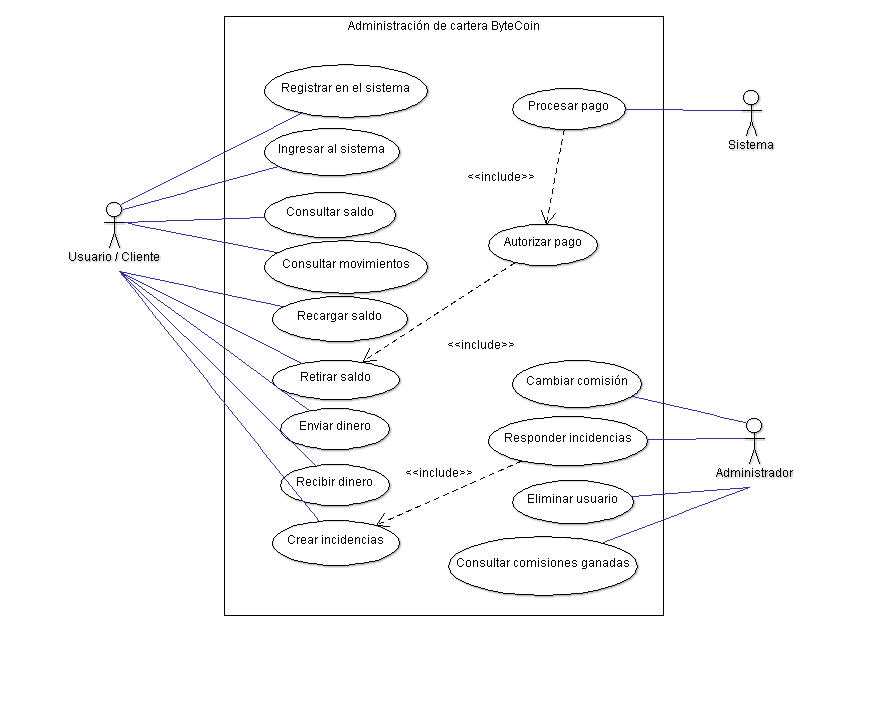 Administración de cartera ByteCoin
Registrar en el sistema
Procesar pago
Sistema
Ingresar al sistema
<<include>>
Consultar saldo
Usuario / Cliente
Autorizar pago
Consultar movimientos
Recargar saldo
<<include>>
Retirar saldo
Cambiar comisión
Enviar dinero
Responder incidencias
Administrador
<<include>>
Recibir dinero
Eliminar usuario
Crear incidencias
Consultar comisiones ganadas